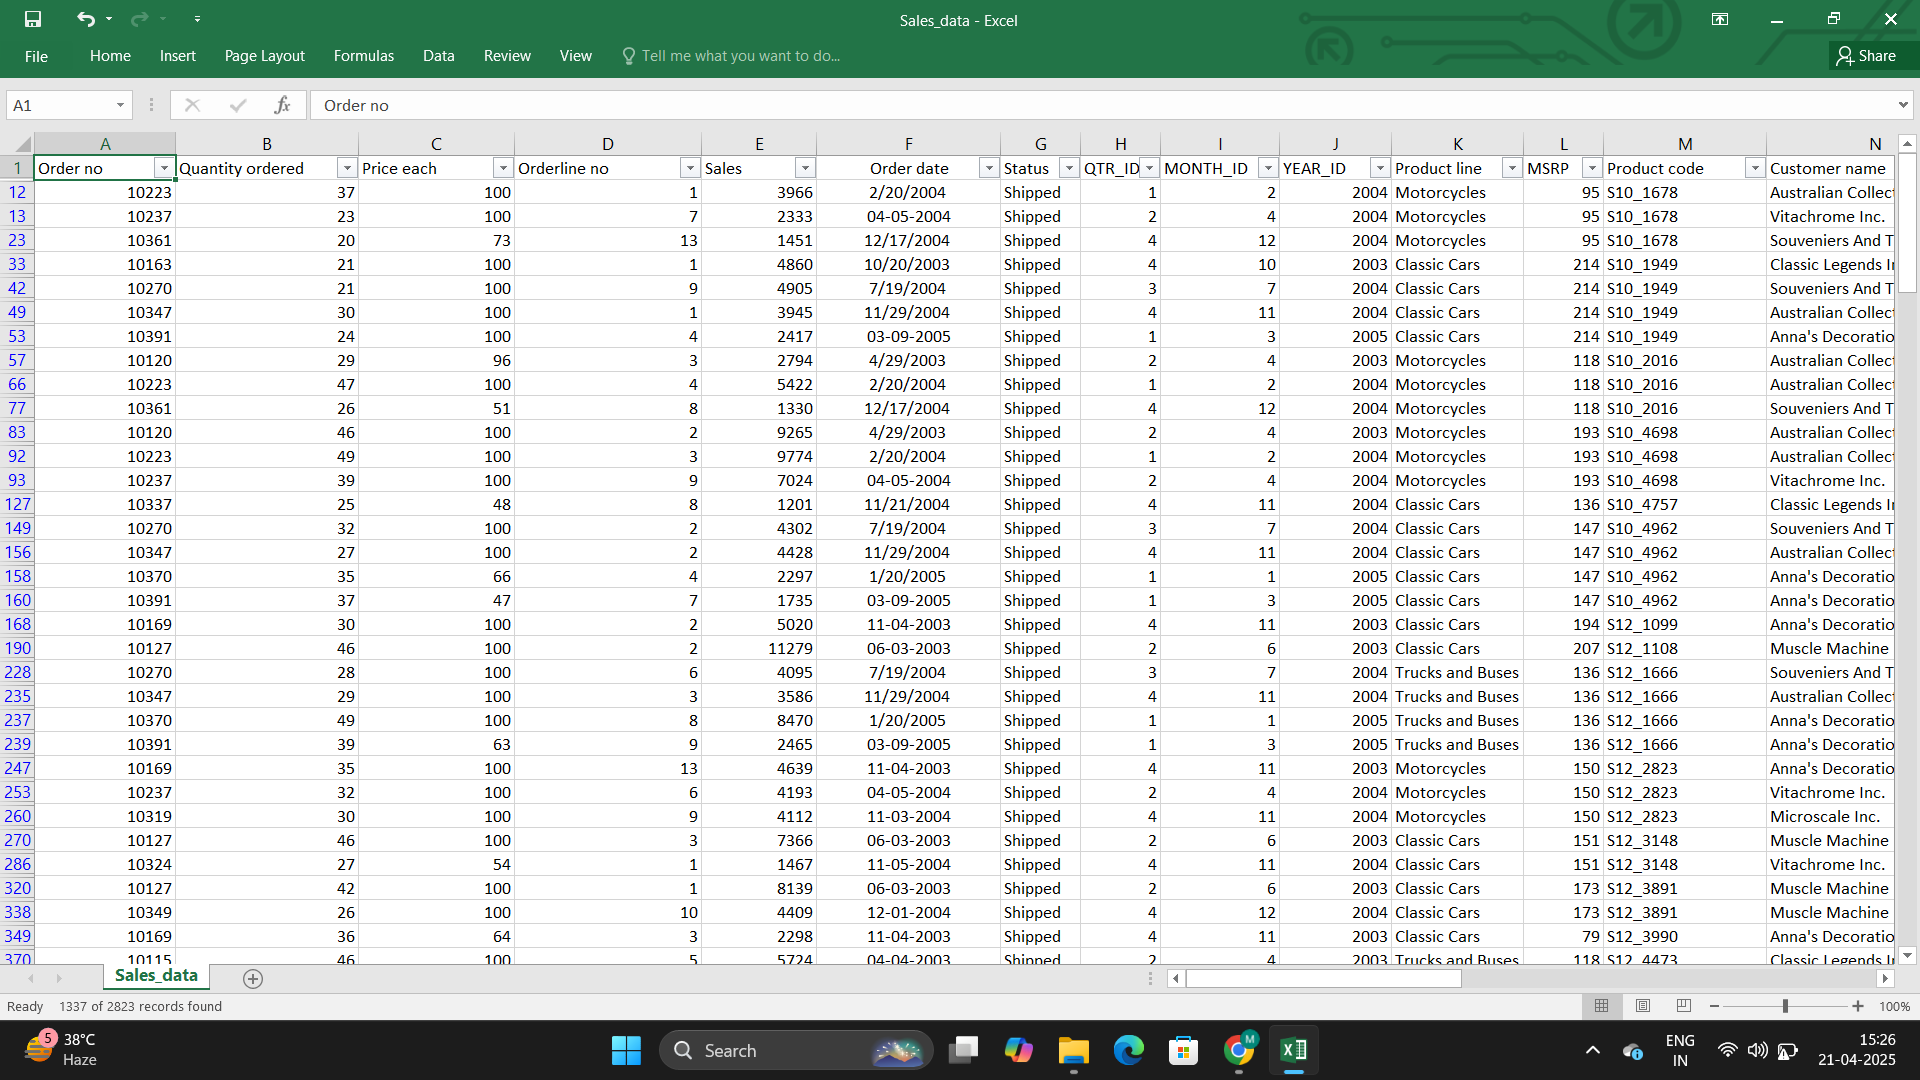 Sales_data - Excel
File Home Insert Page Layout Formulas Data Review View Tell me what you want to do... Share
A1 fx Order no
A B C D E F G H I J K L M N
1 Order no Quantity ordered Price each Orderline no Sales Order date Status QTR_ID MONTH_ID YEAR_ID Product line MSRP Product code Customer name
12 10223 37 100 1 3966 2/20/2004 Shipped 1 2 2004 Motorcycles 95 S10_1678 Australian Collec
13 10237 23 100 7 2333 04-05-2004 Shipped 2 4 2004 Motorcycles 95 S10_1678 Vitachrome Inc.
23 10361 20 73 13 1451 12/17/2004 Shipped 4 12 2004 Motorcycles 95 S10_1678 Souveniers And T
33 10163 21 100 1 4860 10/20/2003 Shipped 4 10 2003 Classic Cars 214 S10_1949 Classic Legends I
42 10270 21 100 9 4905 7/19/2004 Shipped 3 7 2004 Classic Cars 214 S10_1949 Souveniers And T
49 10347 30 100 1 3945 11/29/2004 Shipped 4 11 2004 Classic Cars 214 S10_1949 Australian Collec
53 10391 24 100 4 2417 03-09-2005 Shipped 1 3 2005 Classic Cars 214 S10_1949 Anna's Decoratio
57 10120 29 96 3 2794 4/29/2003 Shipped 2 4 2003 Motorcycles 118 S10_2016 Australian Collec
66 10223 47 100 4 5422 2/20/2004 Shipped 1 2 2004 Motorcycles 118 S10_2016 Australian Collec
77 10361 26 51 8 1330 12/17/2004 Shipped 4 12 2004 Motorcycles 118 S10_2016 Souveniers And T
83 10120 46 100 2 9265 4/29/2003 Shipped 2 4 2003 Motorcycles 193 S10_4698 Australian Collec
92 10223 49 100 3 9774 2/20/2004 Shipped 1 2 2004 Motorcycles 193 S10_4698 Australian Collec
93 10237 39 100 9 7024 04-05-2004 Shipped 2 4 2004 Motorcycles 193 S10_4698 Vitachrome Inc.
127 10337 25 48 8 1201 11/21/2004 Shipped 4 11 2004 Classic Cars 136 S10_4757 Classic Legends I
149 10270 32 100 2 4302 7/19/2004 Shipped 3 7 2004 Classic Cars 147 S10_4962 Souveniers And T
156 10347 27 100 2 4428 11/29/2004 Shipped 4 11 2004 Classic Cars 147 S10_4962 Australian Collec
158 10370 35 66 4 2297 1/20/2005 Shipped 1 1 2005 Classic Cars 147 S10_4962 Anna's Decoratio
160 10391 37 47 7 1735 03-09-2005 Shipped 1 3 2005 Classic Cars 147 S10_4962 Anna's Decoratio
168 10169 30 100 2 5020 11-04-2003 Shipped 4 11 2003 Classic Cars 194 S12_1099 Anna's Decoratio
190 10127 46 100 2 11279 06-03-2003 Shipped 2 6 2003 Classic Cars 207 S12_1108 Muscle Machine
228 10270 28 100 6 4095 7/19/2004 Shipped 3 7 2004 Trucks and Buses 136 S12_1666 Souveniers And T
235 10347 29 100 3 3586 11/29/2004 Shipped 4 11 2004 Trucks and Buses 136 S12_1666 Australian Collec
237 10370 49 100 8 8470 1/20/2005 Shipped 1 1 2005 Trucks and Buses 136 S12_1666 Anna's Decoratio
239 10391 39 63 9 2465 03-09-2005 Shipped 1 3 2005 Trucks and Buses 136 S12_1666 Anna's Decoratio
247 10169 35 100 13 4639 11-04-2003 Shipped 4 11 2003 Motorcycles 150 S12_2823 Anna's Decoratio
253 10237 32 100 6 4193 04-05-2004 Shipped 2 4 2004 Motorcycles 150 S12_2823 Vitachrome Inc.
260 10319 30 100 9 4112 11-03-2004 Shipped 4 11 2004 Motorcycles 150 S12_2823 Microscale Inc.
270 10127 46 100 3 7366 06-03-2003 Shipped 2 6 2003 Classic Cars 151 S12_3148 Muscle Machine
286 10324 27 54 1 1467 11-05-2004 Shipped 4 11 2004 Classic Cars 151 S12_3148 Vitachrome Inc.
320 10127 42 100 1 8139 06-03-2003 Shipped 2 6 2003 Classic Cars 173 S12_3891 Muscle Machine
338 10349 26 100 10 4409 12-01-2004 Shipped 4 12 2004 Classic Cars 173 S12_3891 Muscle Machine
349 10169 36 64 3 2298 11-04-2003 Shipped 4 11 2003 Classic Cars 79 S12_3990 Anna's Decoratio
370 10115 46 100 5 5724 04-04-2003 Shipped 2 4 2003 Trucks and Buses 118 S12_4473 Classic Legends I
Sales_data
Ready 1337 of 2823 records found 100%
5 38°C Haze
Search
M
ENG IN
15:26
21-04-2025